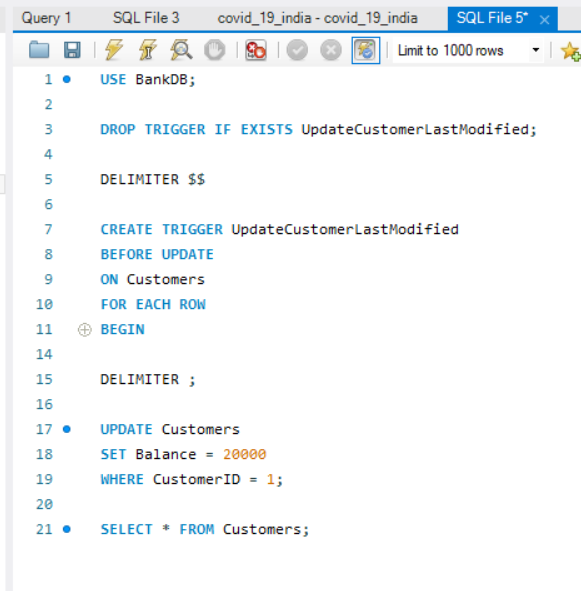 Query 1 SQL File 3 covid_19_india - covid_19_india SQL File 5*
Limit to 1000 rows
1 USE BankDB;
2
3 DROP TRIGGER IF EXISTS UpdateCustomerLastModified;
4
5 DELIMITER $$
6
7 CREATE TRIGGER UpdateCustomerLastModified
8 BEFORE UPDATE
9 ON Customers
10 FOR EACH ROW
11 BEGIN
14
15 DELIMITER ;
16
17 UPDATE Customers
18 SET Balance = 20000
19 WHERE CustomerID = 1;
20
21 SELECT * FROM Customers;